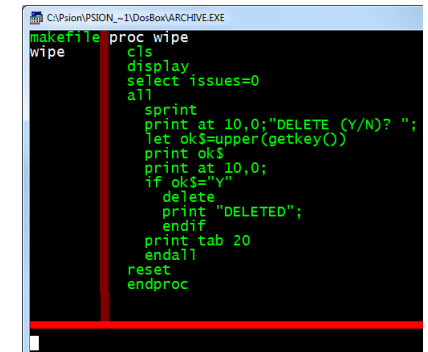 C:\Psion\PSION_~1\DosBox\ARCHIVE.EXE
makefile proc wipe
wipe cls
display
select issues=0
all
sprint
print at 10,0;"DELETE (Y/N)? ";
let ok$=upper(getkey())
print ok$
print at 10,0;
if ok$="Y"
delete
print "DELETED";
endif
print tab 20
endall
reset
endproc